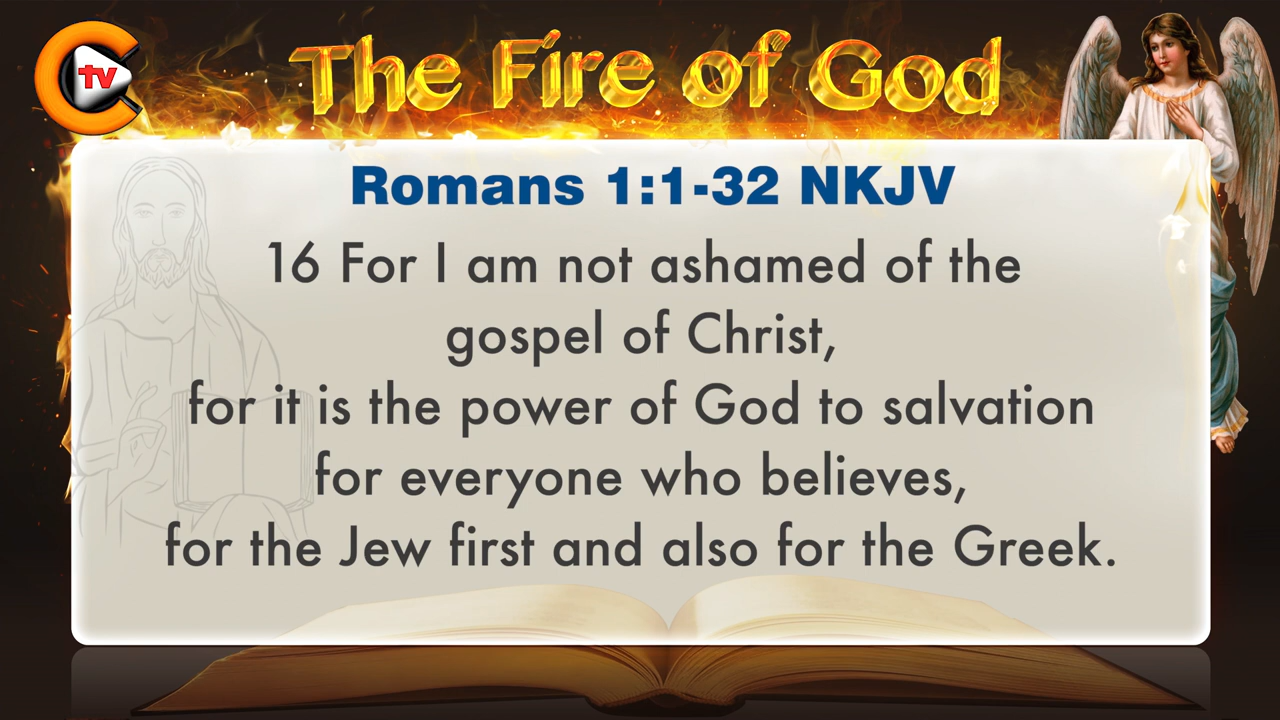 tv
The Fire of God
Romans 1:1-32 NKJV
16 For I am not ashamed of the
gospel of Christ,
for it is the power of God to salvation
for everyone who believes,
for the Jew first and also for the Greek.